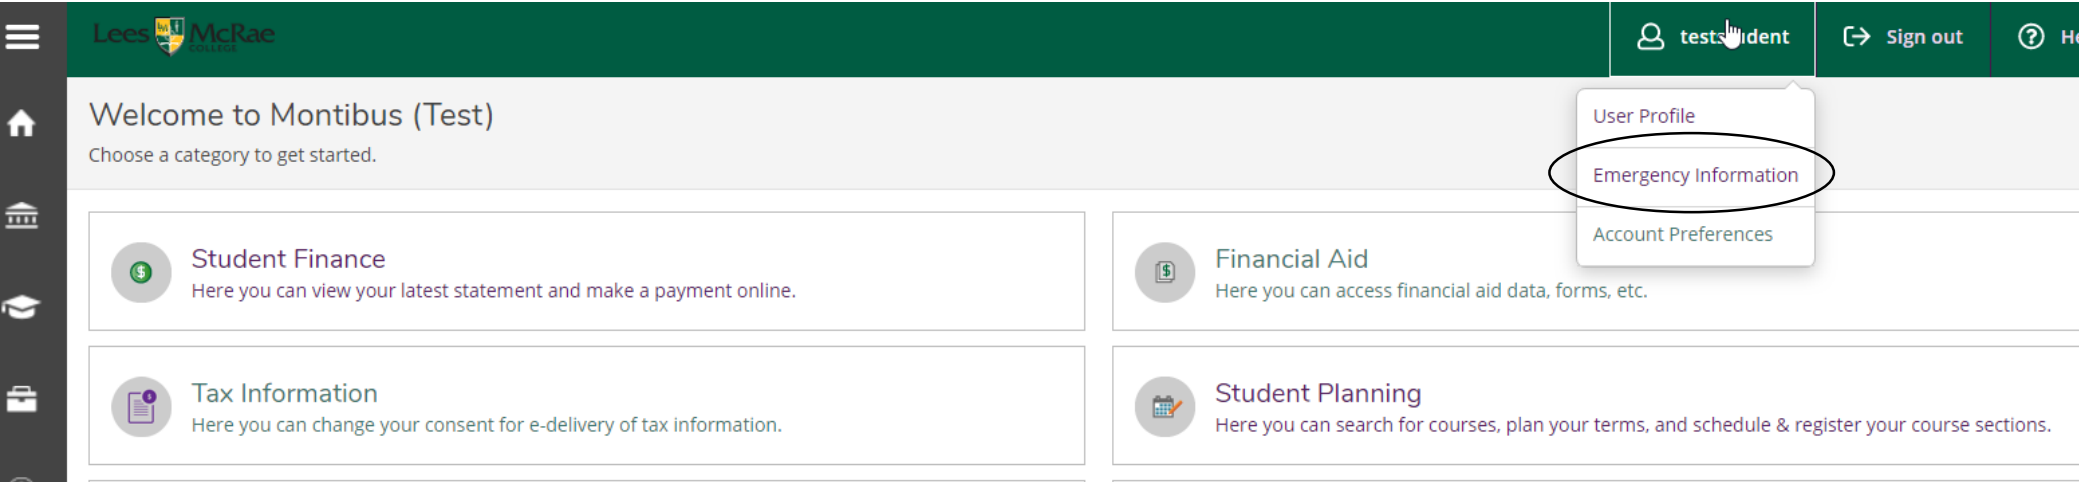 Lees McRae
COLLEGE
Sign out
Welcome to Montibus (Test)
Choose a category to get started.
User Profile
Emergency Information
Account Preferences
Student Finance
Here you can view your latest statement and make a payment online.
Financial Aid
Here you can access financial aid data, forms, etc.
Tax Information
Here you can change your consent for e-delivery of tax information.
Student Planning
Here you can search for courses, plan your terms, and schedule & register your course sections.